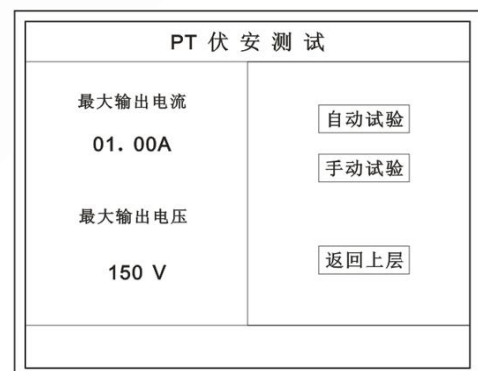 PT 伏安测试
最大输出电流
01. 00A
最大输出电压
150 V
自动试验
手动试验
返回上层